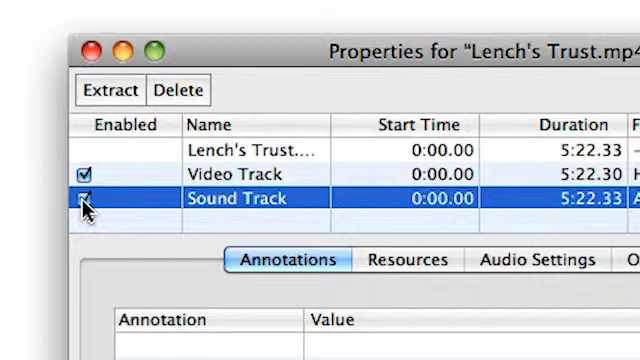 Properties for "Lench's Trust.mp4
Extract Delete
Enabled Name Start Time Duration F
Lench's Trust.... 0:00.00 5:22.33 -
Video Track 0:00.00 5:22.30 H
Sound Track 0:00.00 5:22.33 A
Annotations Resources Audio Settings O
Annotation Value